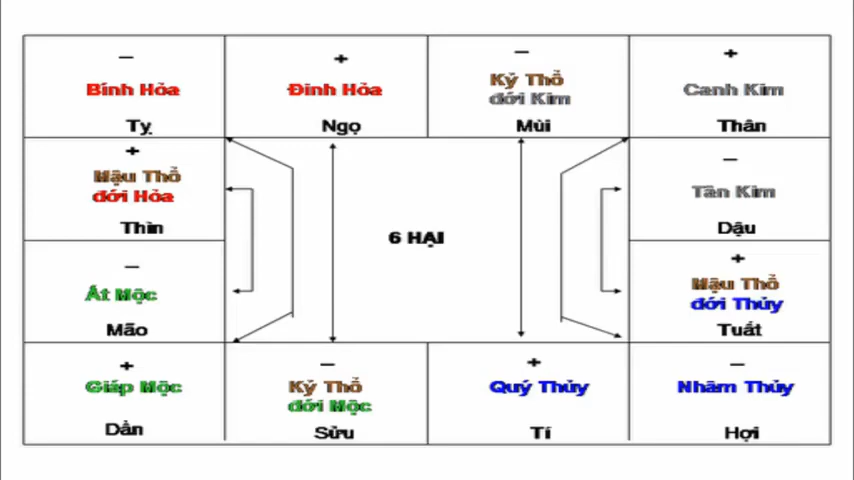 − + − +
Bính Hỏa Đinh Hỏa Kỷ Thổ Canh Kim
đới Kim
Tỵ Ngọ Mùi Thân
+ −
Mậu Thổ Tân Kim
đới Hỏa
Thìn Dậu
6 HẠI
− +
Ất Mộc Mậu Thổ
đới Thủy
Mão Tuất
+ − + −
Giáp Mộc Kỷ Thổ Quý Thủy Nhâm Thủy
đới Mộc
Dần Sửu Tí Hợi